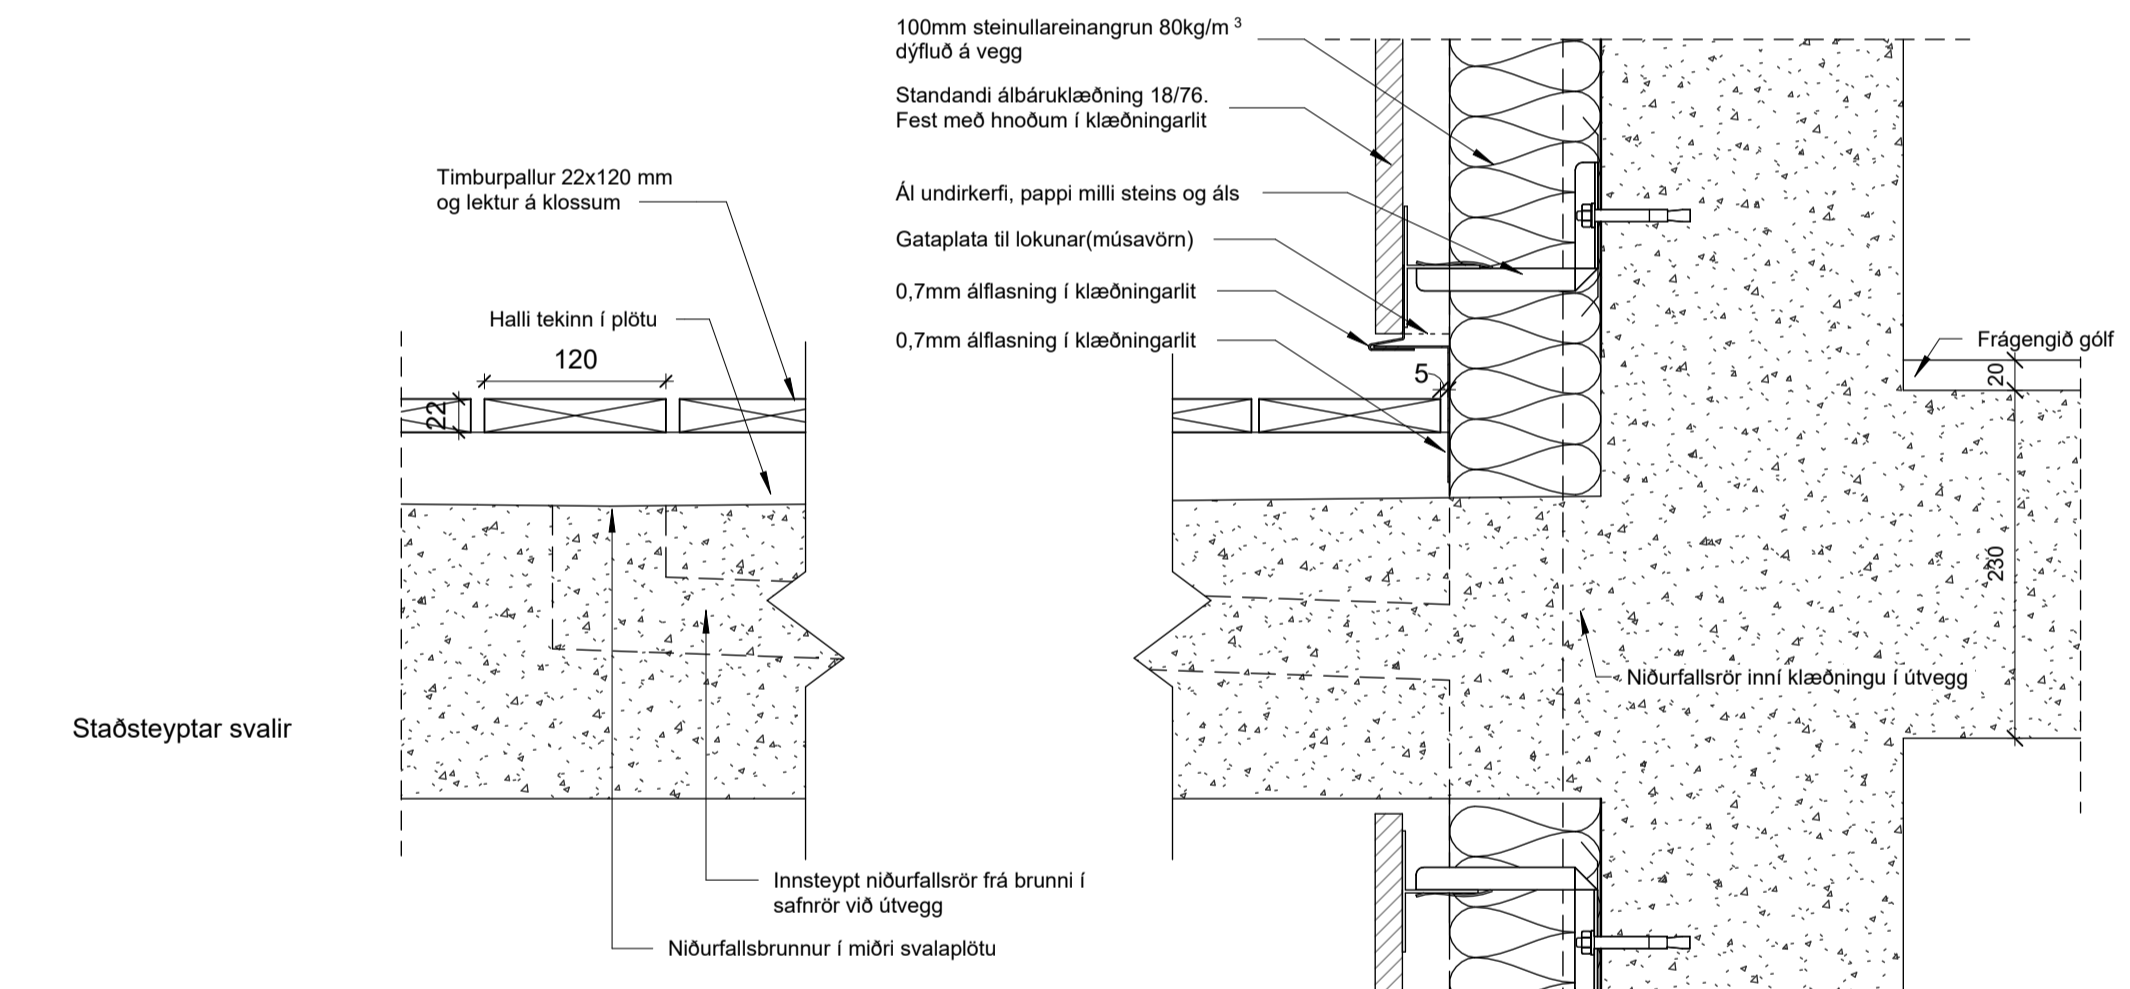 100mm steinullareinangrun 80kg/m 3
dýfluð á vegg
Standandi álbáruklæðning 18/76.
Fest með hnoðum í klæðningarlit
Timburpallur 22x120 mm
og lektur á klossum
Ál undirkerfi, pappi milli steins og áls
Gataplata til lokunar(músavörn)
0,7mm álflasning í klæðningarlit
Halli tekinn í plötu
0,7mm álflasning í klæðningarlit
Frágengið gólf
120
5
20
22
230
Niðurfallsrör inní klæðningu í útvegg
Staðsteyptar svalir
Innsteypt niðurfallsrör frá brunni í
safnrör við útvegg
Niðurfallsbrunnur í miðri svalaplötu